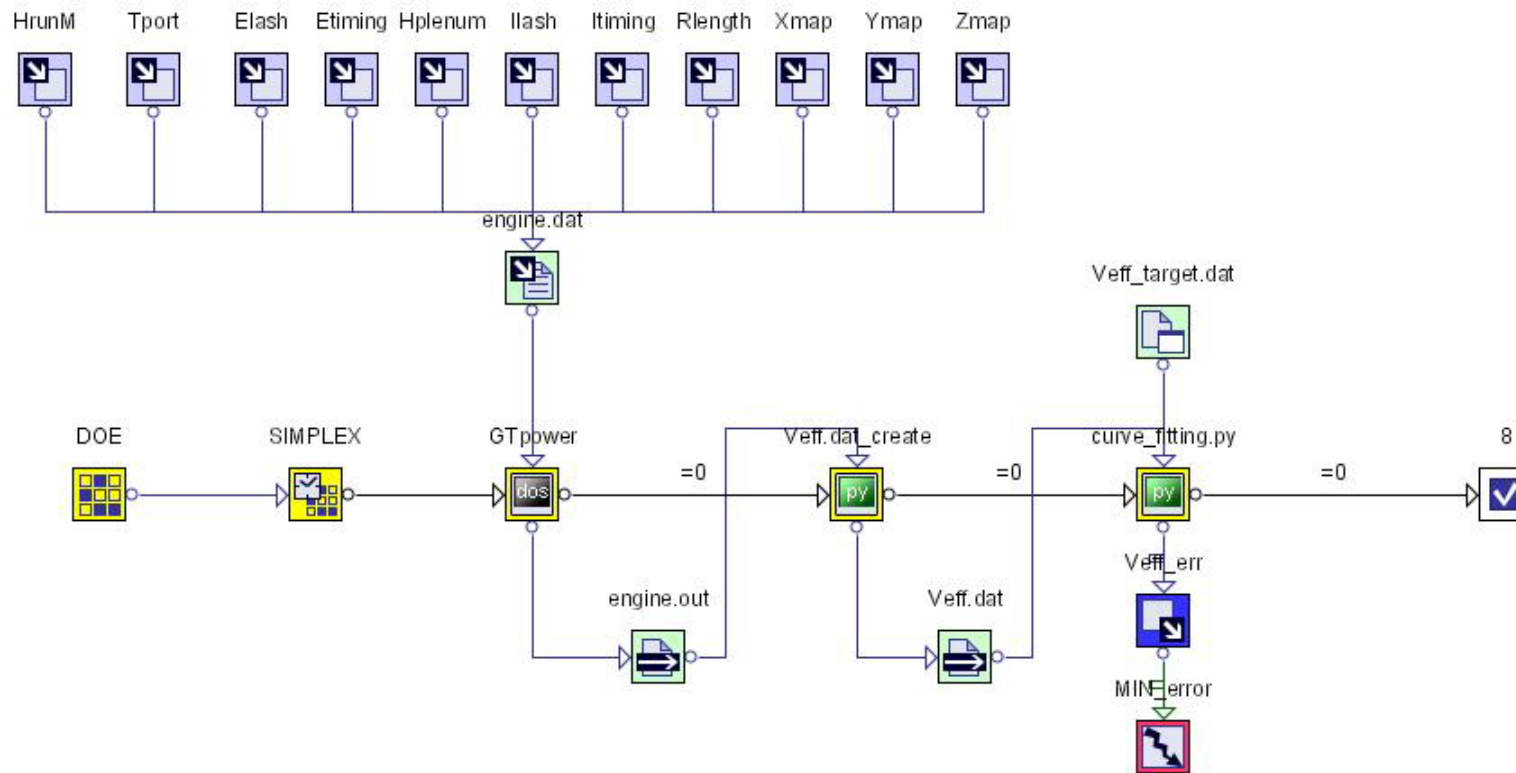 HrunM Tport Elash Etiming Hplenum Ilash Itiming Rlength Xmap Ymap Zmap
engine.dat
Veff_target.dat
DOE SIMPLEX GTpower Veff.dat_create curve_fitting.py 8
=0 =0 =0
dos py py
Veff_err
engine.out Veff.dat
MIN_error